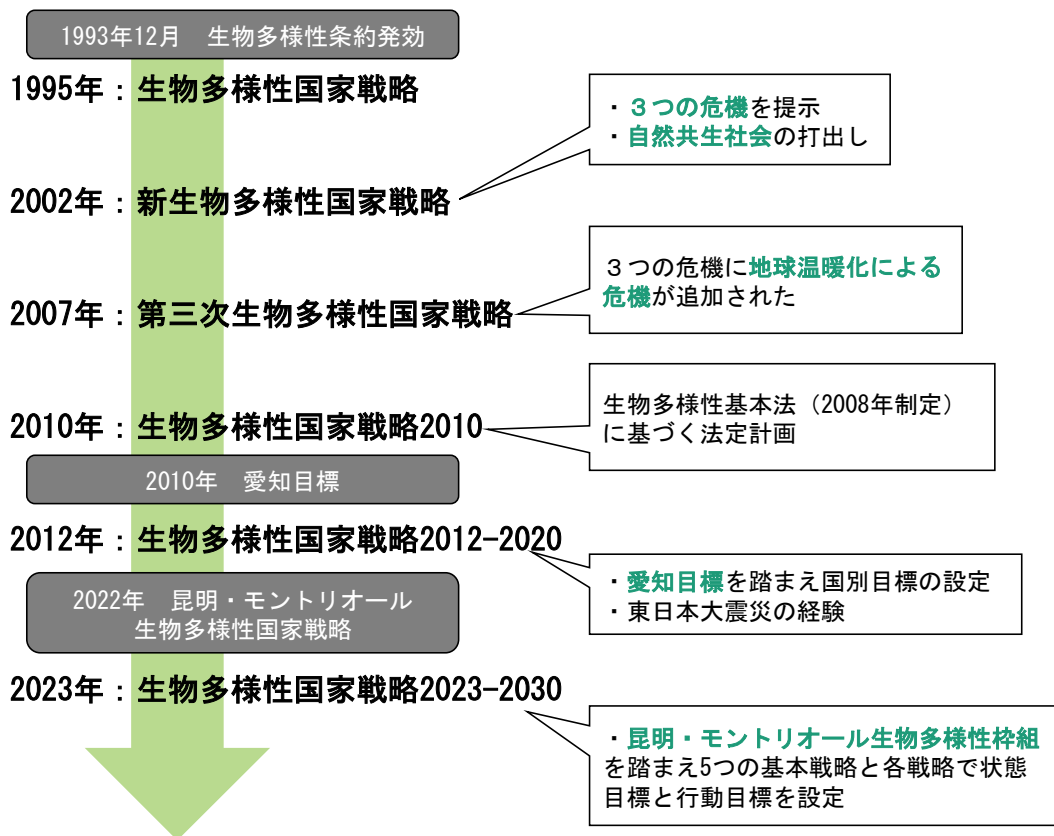 1993年12月　生物多様性条約発効
1995年：生物多様性国家戦略
・３つの危機を提示
・自然共生社会の打出し
2002年：新生物多様性国家戦略
３つの危機に地球温暖化による
危機が追加された
2007年：第三次生物多様性国家戦略
生物多様性基本法（2008年制定）
に基づく法定計画
2010年：生物多様性国家戦略2010
2010年　愛知目標
2012年：生物多様性国家戦略2012-2020
・愛知目標を踏まえ国別目標の設定
・東日本大震災の経験
2022年　昆明・モントリオール
生物多様性国家戦略
2023年：生物多様性国家戦略2023-2030
・昆明・モントリオール生物多様性枠組
を踏まえ5つの基本戦略と各戦略で状態
目標と行動目標を設定